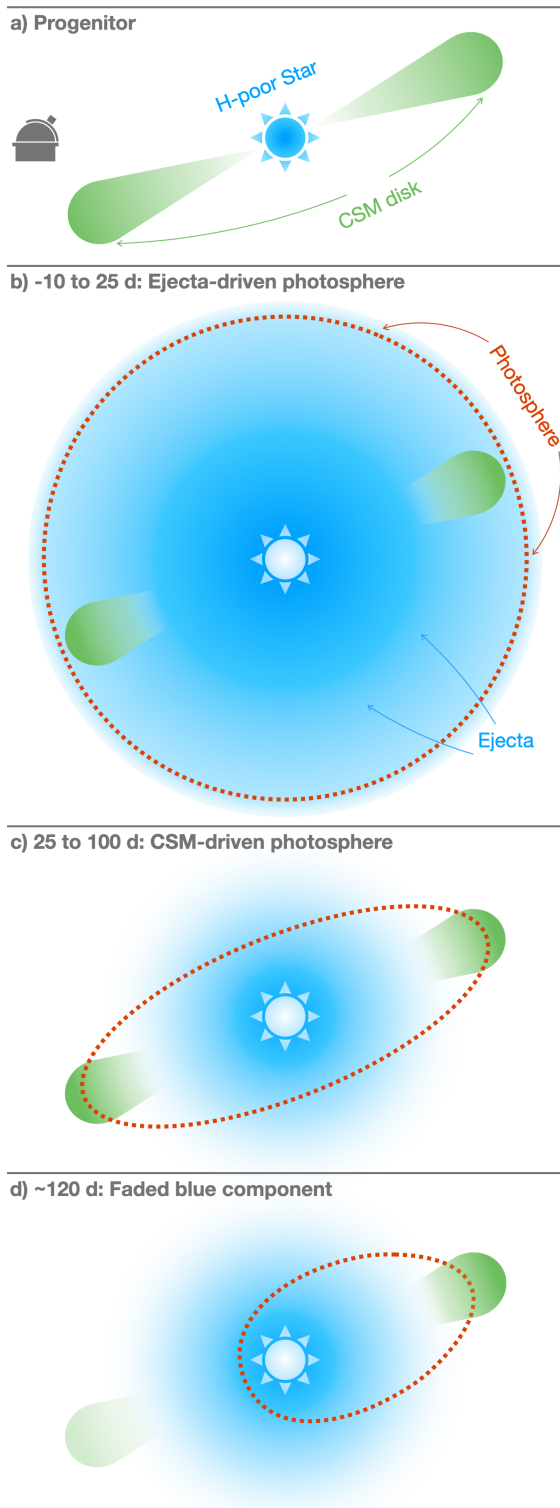 a) Progenitor
H-poor Star
CSM disk
b) -10 to 25 d: Ejecta-driven photosphere
Photosphere
Ejecta
c) 25 to 100 d: CSM-driven photosphere
d) ~120 d: Faded blue component